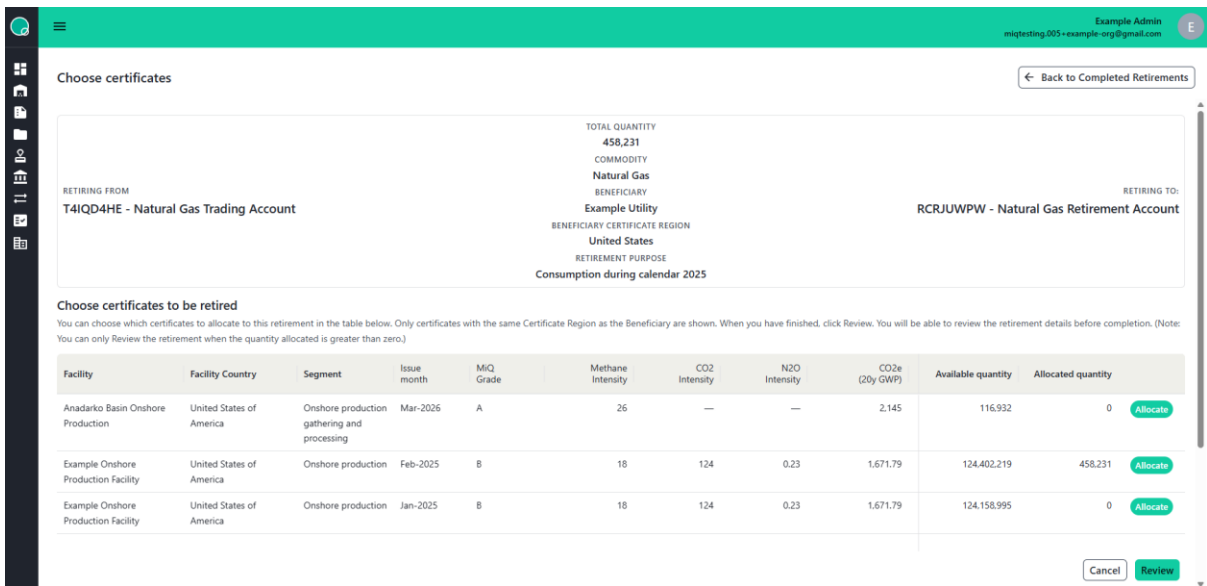 Example Admin
miqtesting.005+example-org@gmail.com
E
Choose certificates
← Back to Completed Retirements
TOTAL QUANTITY
458,231
COMMODITY
Natural Gas
RETIRING FROM
T4IQD4HE - Natural Gas Trading Account
BENEFICIARY
Example Utility
BENEFICIARY CERTIFICATE REGION
United States
RETIREMENT PURPOSE
Consumption during calendar 2025
RETIRING TO:
RCRJUWPW - Natural Gas Retirement Account
Choose certificates to be retired
You can choose which certificates to allocate to this retirement in the table below. Only certificates with the same Certificate Region as the Beneficiary are shown. When you have finished, click Review. You will be able to review the retirement details before completion. (Note:
You can only Review the retirement when the quantity allocated is greater than zero.)
Facility Facility Country Segment Issue month MiQ Grade Methane Intensity CO2 Intensity N2O Intensity CO2e (20y GWP) Available quantity Allocated quantity
Anadarko Basin Onshore Production United States of America Onshore production gathering and processing Mar-2026 A 26 — — 2,145 116,932 0 Allocate
Example Onshore Production Facility United States of America Onshore production Feb-2025 B 18 124 0.23 1,671.79 124,402,219 458,231 Allocate
Example Onshore Production Facility United States of America Onshore production Jan-2025 B 18 124 0.23 1,671.79 124,158,995 0 Allocate
Cancel Review